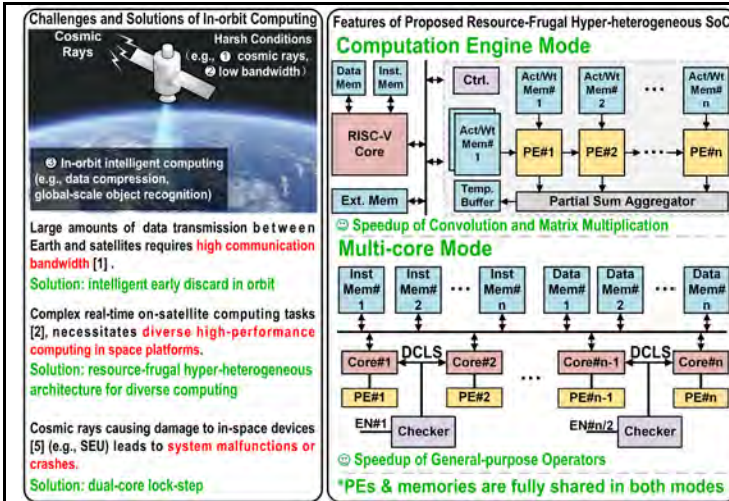 Challenges and Solutions of In-orbit Computing
Cosmic
Rays
Harsh Conditions
(e.g., ❶ cosmic rays,
❷ low bandwidth)
❸ In-orbit intelligent computing
(e.g., data compression,
global-scale object recognition)
Large amounts of data transmission between
Earth and satellites requires high communication
bandwidth [1] .
Solution: intelligent early discard in orbit
Complex real-time on-satellite computing tasks
[2], necessitates diverse high-performance
computing in space platforms.
Solution: resource-frugal hyper-heterogeneous
architecture for diverse computing
Cosmic rays causing damage to in-space devices
[5] (e.g., SEU) leads to system malfunctions or
crashes.
Solution: dual-core lock-step
Features of Proposed Resource-Frugal Hyper-heterogeneous SoC
Computation Engine Mode
Data
Mem
Inst.
Mem
RISC-V
Core
Ext. Mem
Ctrl.
Act/Wt
Mem#
1
Temp.
Buffer
Act/Wt
Mem#
1
Act/Wt
Mem#
2
...
Act/Wt
Mem#
n
PE#1
PE#2
PE#n
Partial Sum Aggregator
Speedup of Convolution and Matrix Multiplication
Multi-core Mode
Inst
Mem#
1
Inst
Mem#
2
...
Inst
Mem#
n
Data
Mem#
1
Data
Mem#
2
...
Data
Mem#
n
Core#1
DCLS
Core#2
Core#n-1
DCLS
Core#n
PE#1
PE#2
...
PE#n-1
PE#n
EN#1
Checker
EN#n/2
Checker
Speedup of General-purpose Operators
*PEs & memories are fully shared in both modes